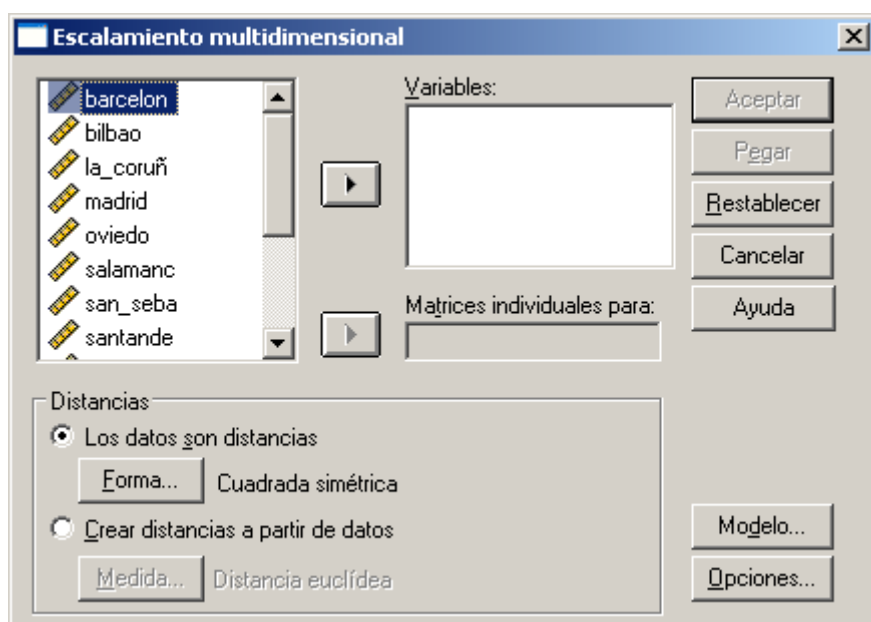 Escalamiento multidimensional
barcelon
bilbao
la_coruñ
madrid
oviedo
salamanc
san_seba
santande
Variables:
Matrices individuales para:
Aceptar
Pegar
Restablecer
Cancelar
Ayuda
Distancias
Los datos son distancias
Forma... Cuadrada simétrica
Crear distancias a partir de datos
Medida... Distancia euclídea
Modelo...
Opciones...